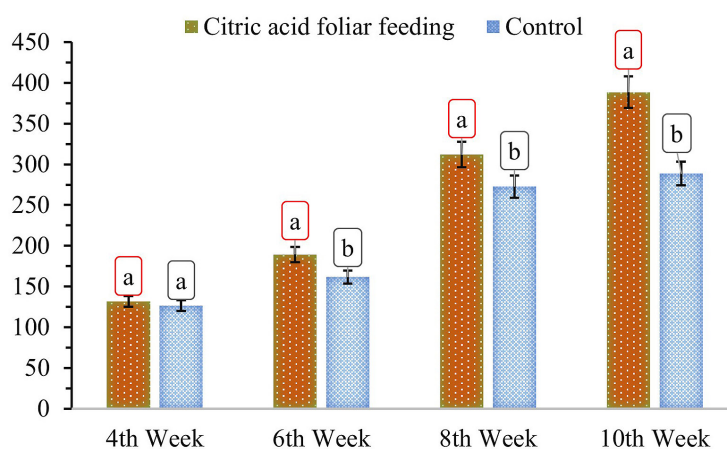 Citric acid foliar feeding Control
450
400
350
300
250
200
150
100
50
0
a a
a b
a b
a b
4th Week 6th Week 8th Week 10th Week